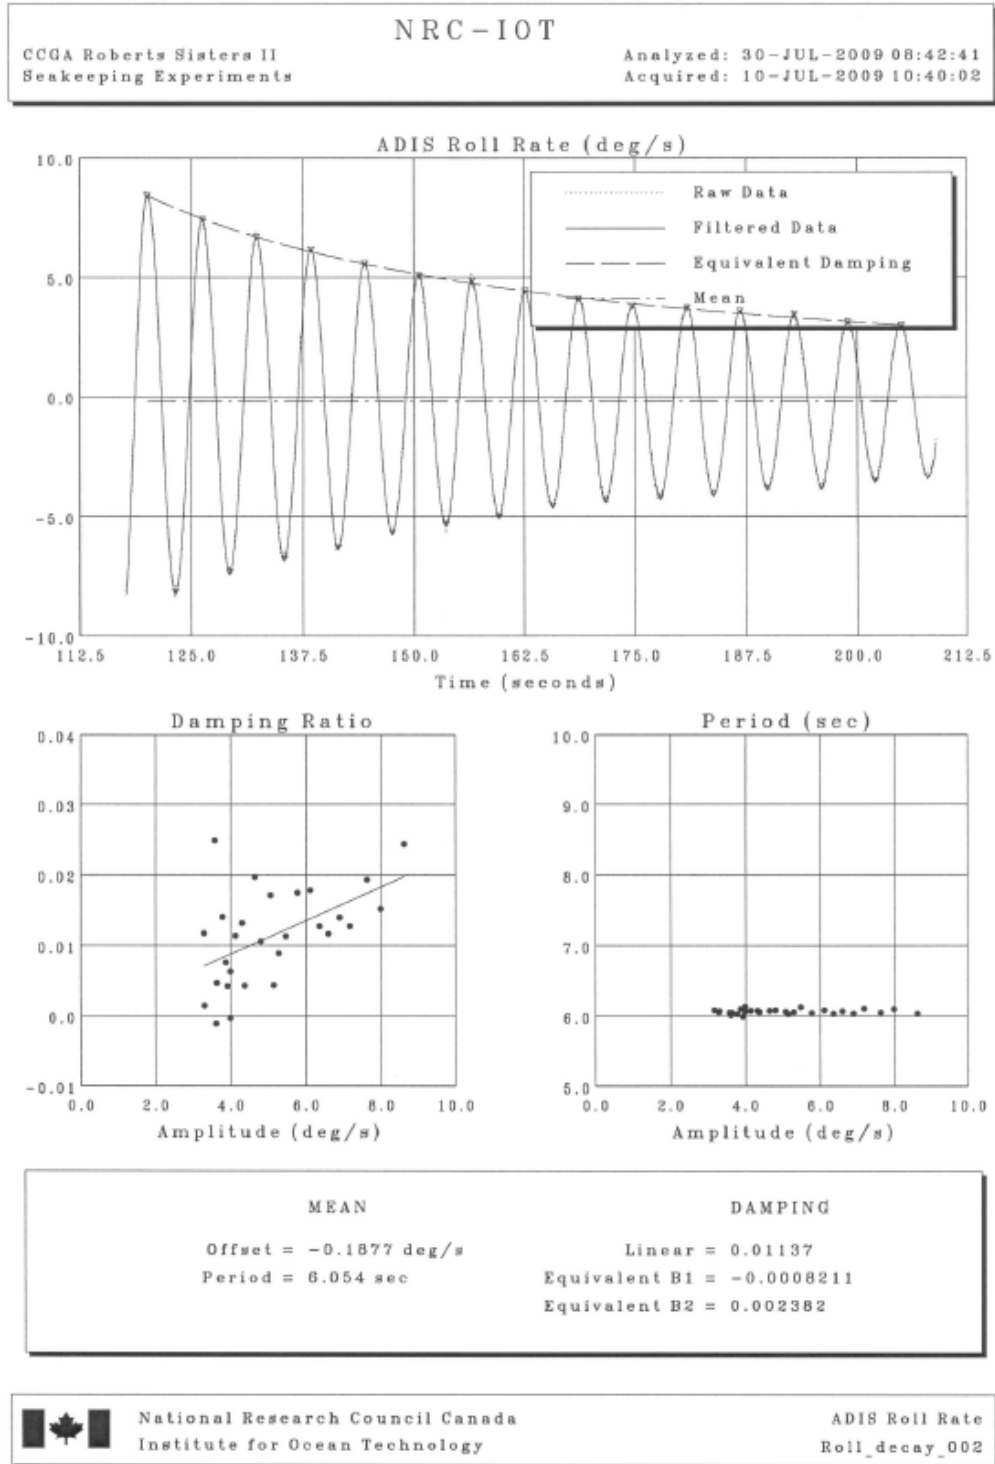 NRC-IOT
CCGA Roberts Sisters II
Seakeeping Experiments
Analyzed: 30-JUL-2009 08:42:41
Acquired: 10-JUL-2009 10:40:02
ADIS Roll Rate (deg/s)
10.0
5.0
0.0
-5.0
-10.0
Raw Data
Filtered Data
Equivalent Damping
Mean
112.5 125.0 137.5 150.0 162.5 175.0 187.5 200.0 212.5
Time (seconds)
Damping Ratio
0.04
0.03
0.02
0.01
0.0
-0.01
0.0 2.0 4.0 6.0 8.0 10.0
Amplitude (deg/s)
Period (sec)
10.0
9.0
8.0
7.0
6.0
5.0
0.0 2.0 4.0 6.0 8.0 10.0
Amplitude (deg/s)
MEAN
Offset = -0.1877 deg/s
Period = 6.054 sec
DAMPING
Linear = 0.01137
Equivalent B1 = -0.0008211
Equivalent B2 = 0.002382
National Research Council Canada
Institute for Ocean Technology
ADIS Roll Rate
Roll_decay_002